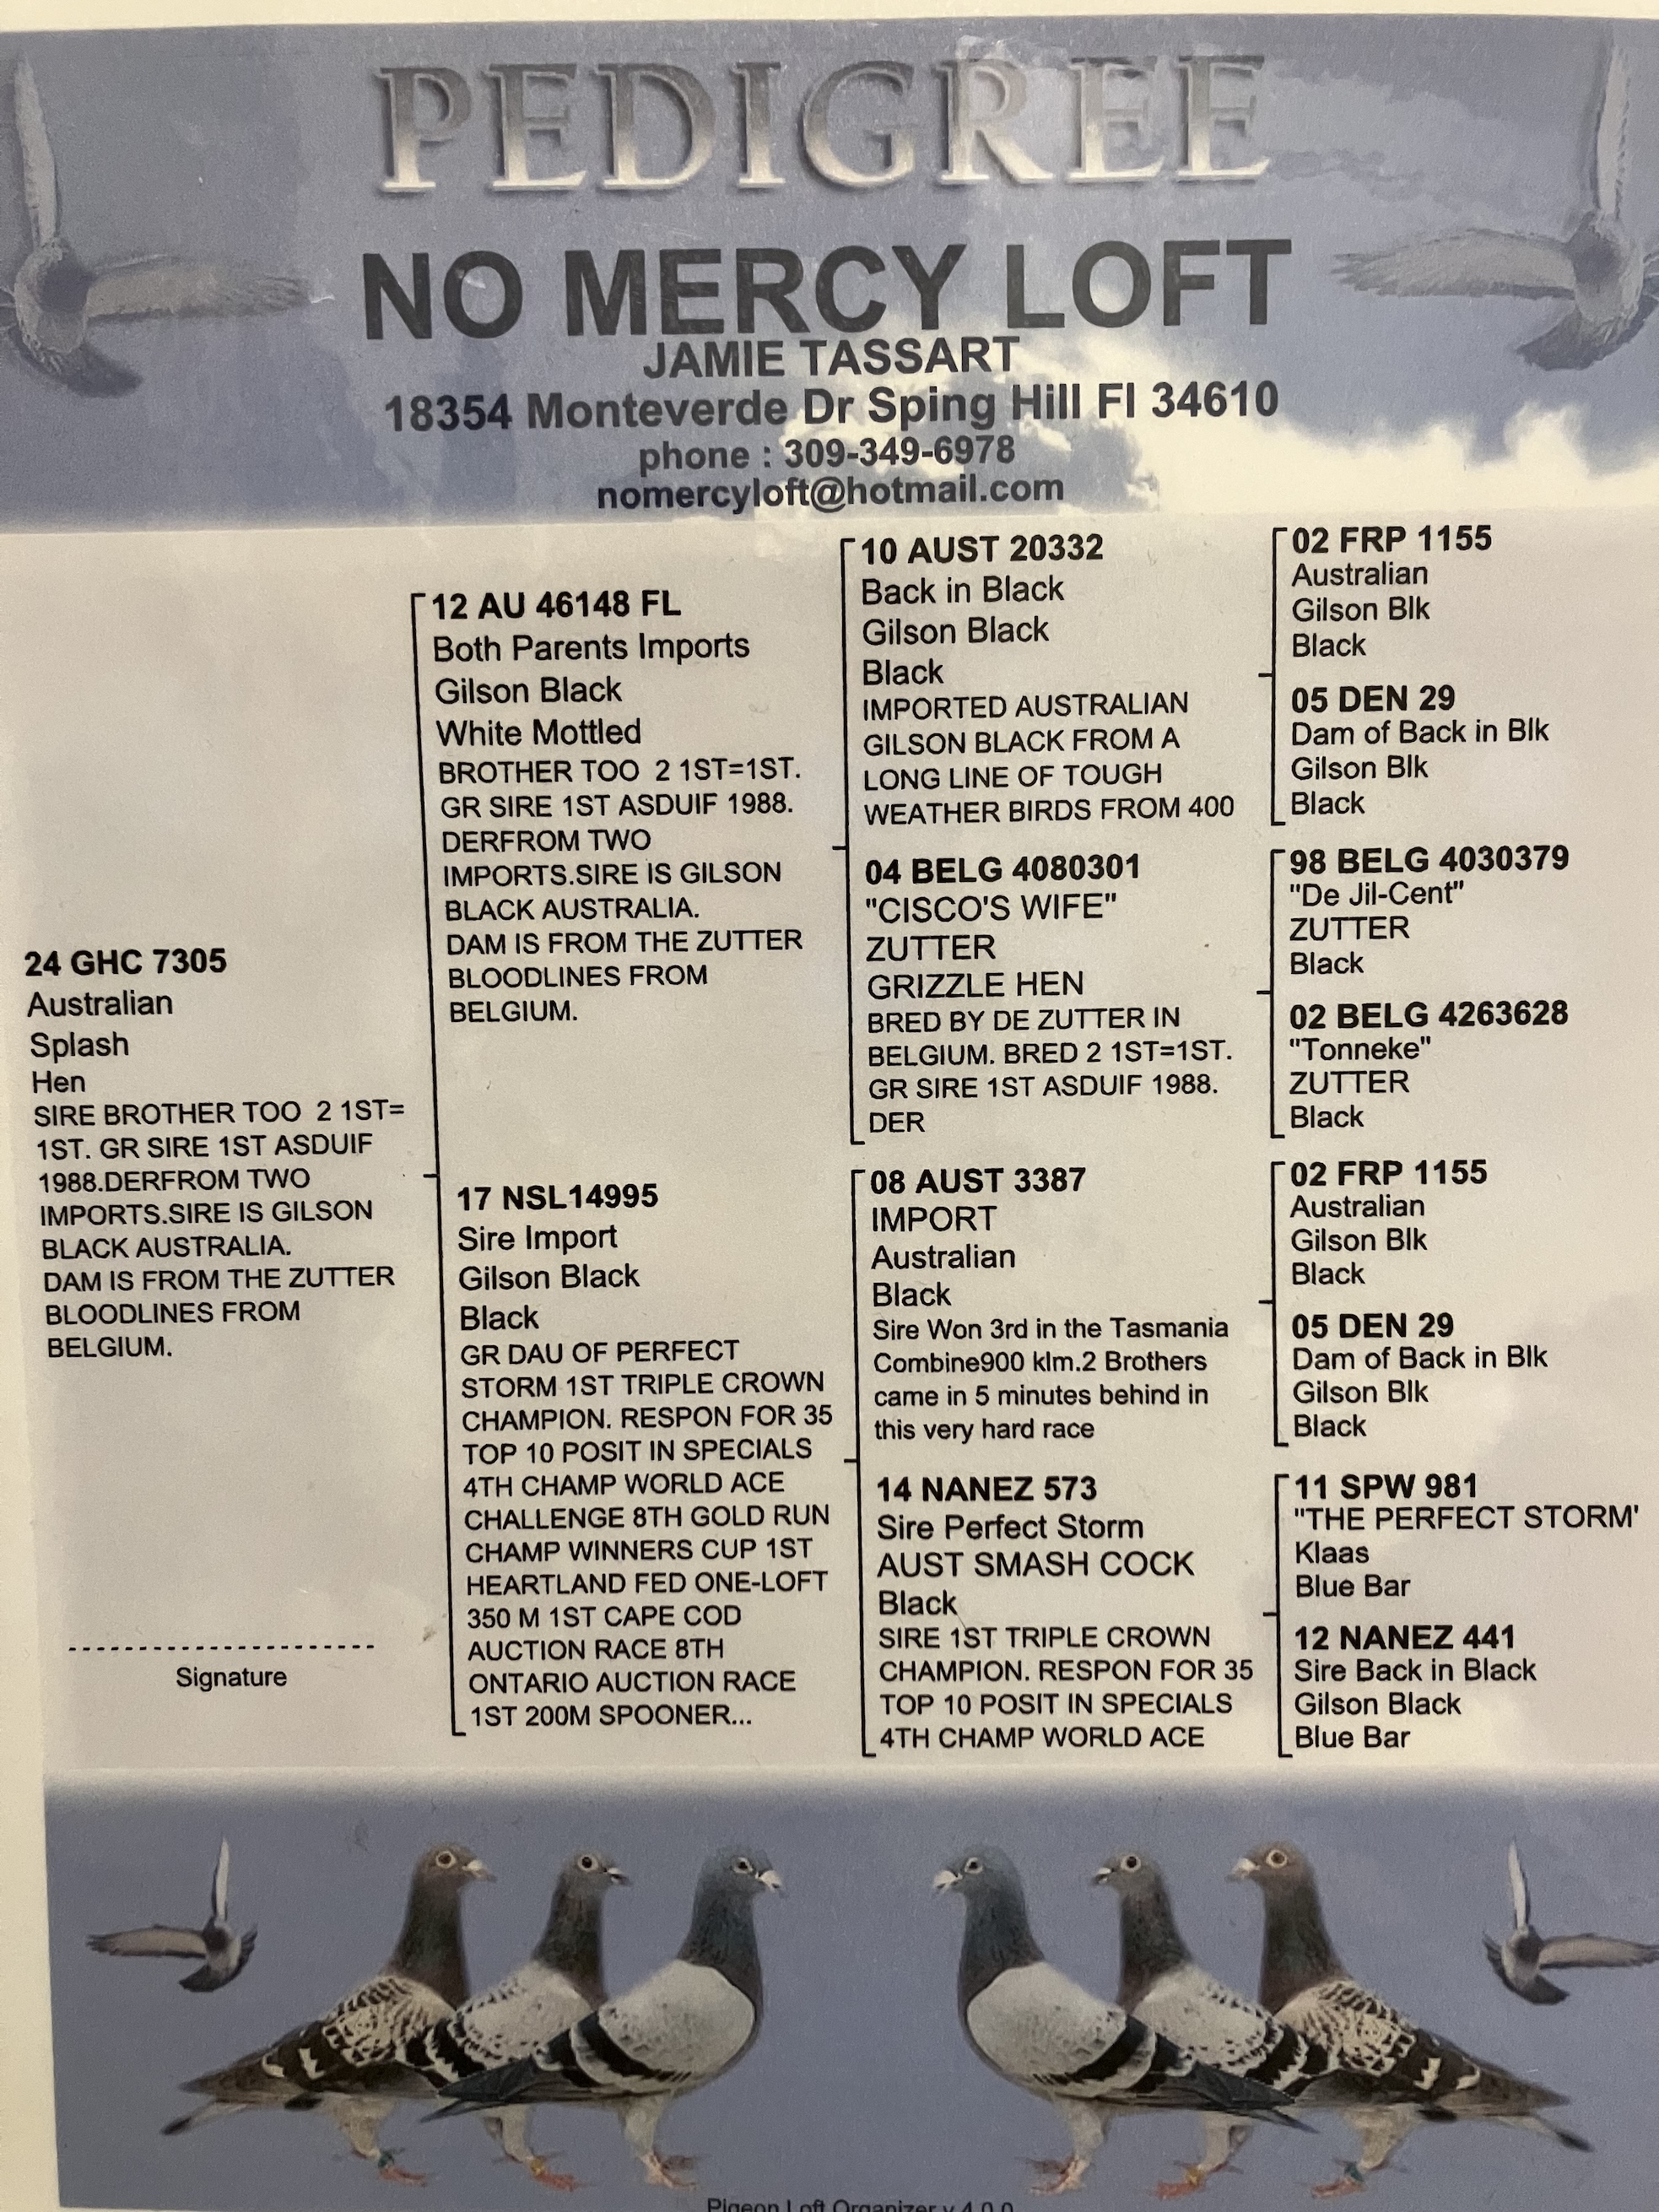 PEDIGREE
NO MERCY LOFT
JAMIE TASSART
18354 Monteverde Dr Sping Hill Fl 34610
phone : 309-349-6978
nomercyloft@hotmail.com
24 GHC 7305
Australian
Splash
Hen
SIRE BROTHER TOO 2 1ST=
1ST. GR SIRE 1ST ASDUIF
1988.DERFROM TWO
IMPORTS.SIRE IS GILSON
BLACK AUSTRALIA.
DAM IS FROM THE ZUTTER
BLOODLINES FROM
BELGIUM.
Signature
12 AU 46148 FL
Both Parents Imports
Gilson Black
White Mottled
BROTHER TOO 2 1ST=1ST.
GR SIRE 1ST ASDUIF 1988.
DERFROM TWO
IMPORTS.SIRE IS GILSON
BLACK AUSTRALIA.
DAM IS FROM THE ZUTTER
BLOODLINES FROM
BELGIUM.
17 NSL14995
Sire Import
Gilson Black
Black
GR DAU OF PERFECT
STORM 1ST TRIPLE CROWN
CHAMPION. RESPON FOR 35
TOP 10 POSIT IN SPECIALS
4TH CHAMP WORLD ACE
CHALLENGE 8TH GOLD RUN
CHAMP WINNERS CUP 1ST
HEARTLAND FED ONE-LOFT
350 M 1ST CAPE COD
AUCTION RACE 8TH
ONTARIO AUCTION RACE
1ST 200M SPOONER...
10 AUST 20332
Back in Black
Gilson Black
Black
IMPORTED AUSTRALIAN
GILSON BLACK FROM A
LONG LINE OF TOUGH
WEATHER BIRDS FROM 400
04 BELG 4080301
"CISCO'S WIFE"
ZUTTER
GRIZZLE HEN
BRED BY DE ZUTTER IN
BELGIUM. BRED 2 1ST=1ST.
GR SIRE 1ST ASDUIF 1988.
DER
08 AUST 3387
IMPORT
Australian
Black
Sire Won 3rd in the Tasmania
Combine900 klm.2 Brothers
came in 5 minutes behind in
this very hard race
14 NANEZ 573
Sire Perfect Storm
AUST SMASH COCK
Black
SIRE 1ST TRIPLE CROWN
CHAMPION. RESPON FOR 35
TOP 10 POSIT IN SPECIALS
4TH CHAMP WORLD ACE
02 FRP 1155
Australian
Gilson Blk
Black
05 DEN 29
Dam of Back in Blk
Gilson Blk
Black
98 BELG 4030379
"De Jil-Cent"
ZUTTER
Black
02 BELG 4263628
"Tonneke"
ZUTTER
Black
02 FRP 1155
Australian
Gilson Blk
Black
05 DEN 29
Dam of Back in Blk
Gilson Blk
Black
11 SPW 981
"THE PERFECT STORM'
Klaas
Blue Bar
12 NANEZ 441
Sire Back in Black
Gilson Black
Blue Bar
Pigeon Loft Organizer v 4.0.0